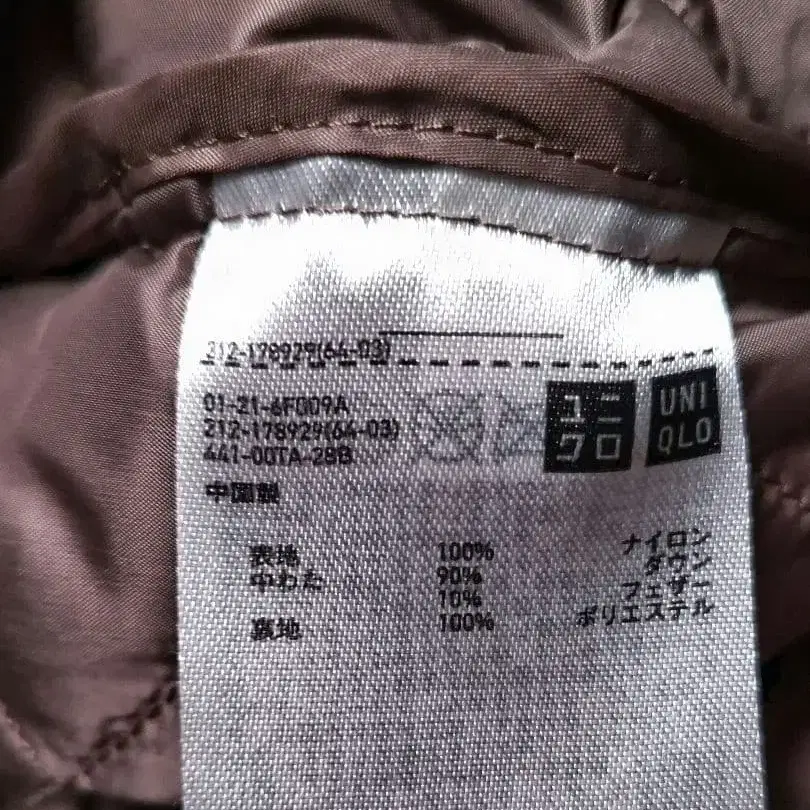 212-178929(64-03)
01-21-6F009A
212-178929(64-03)
441-00TA-28B
ユニ
クロ
UNI
QLO
中国製
表地 100% ナイロン
中わた 90% ダウン
10% フェザー
裏地 100% ポリエステル